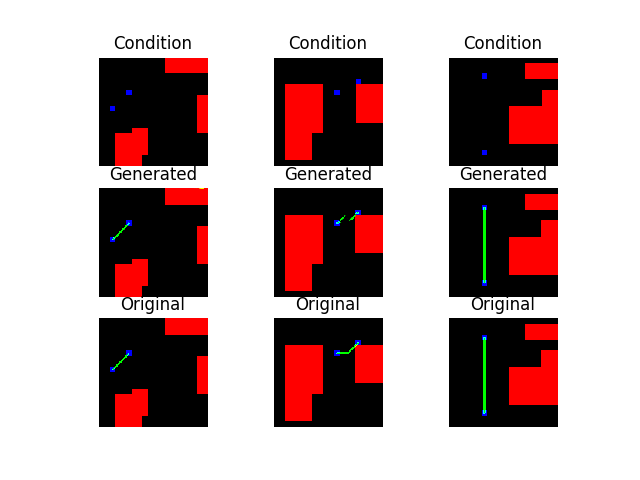 Condition Condition Condition
Generated Generated Generated
Original Original Original